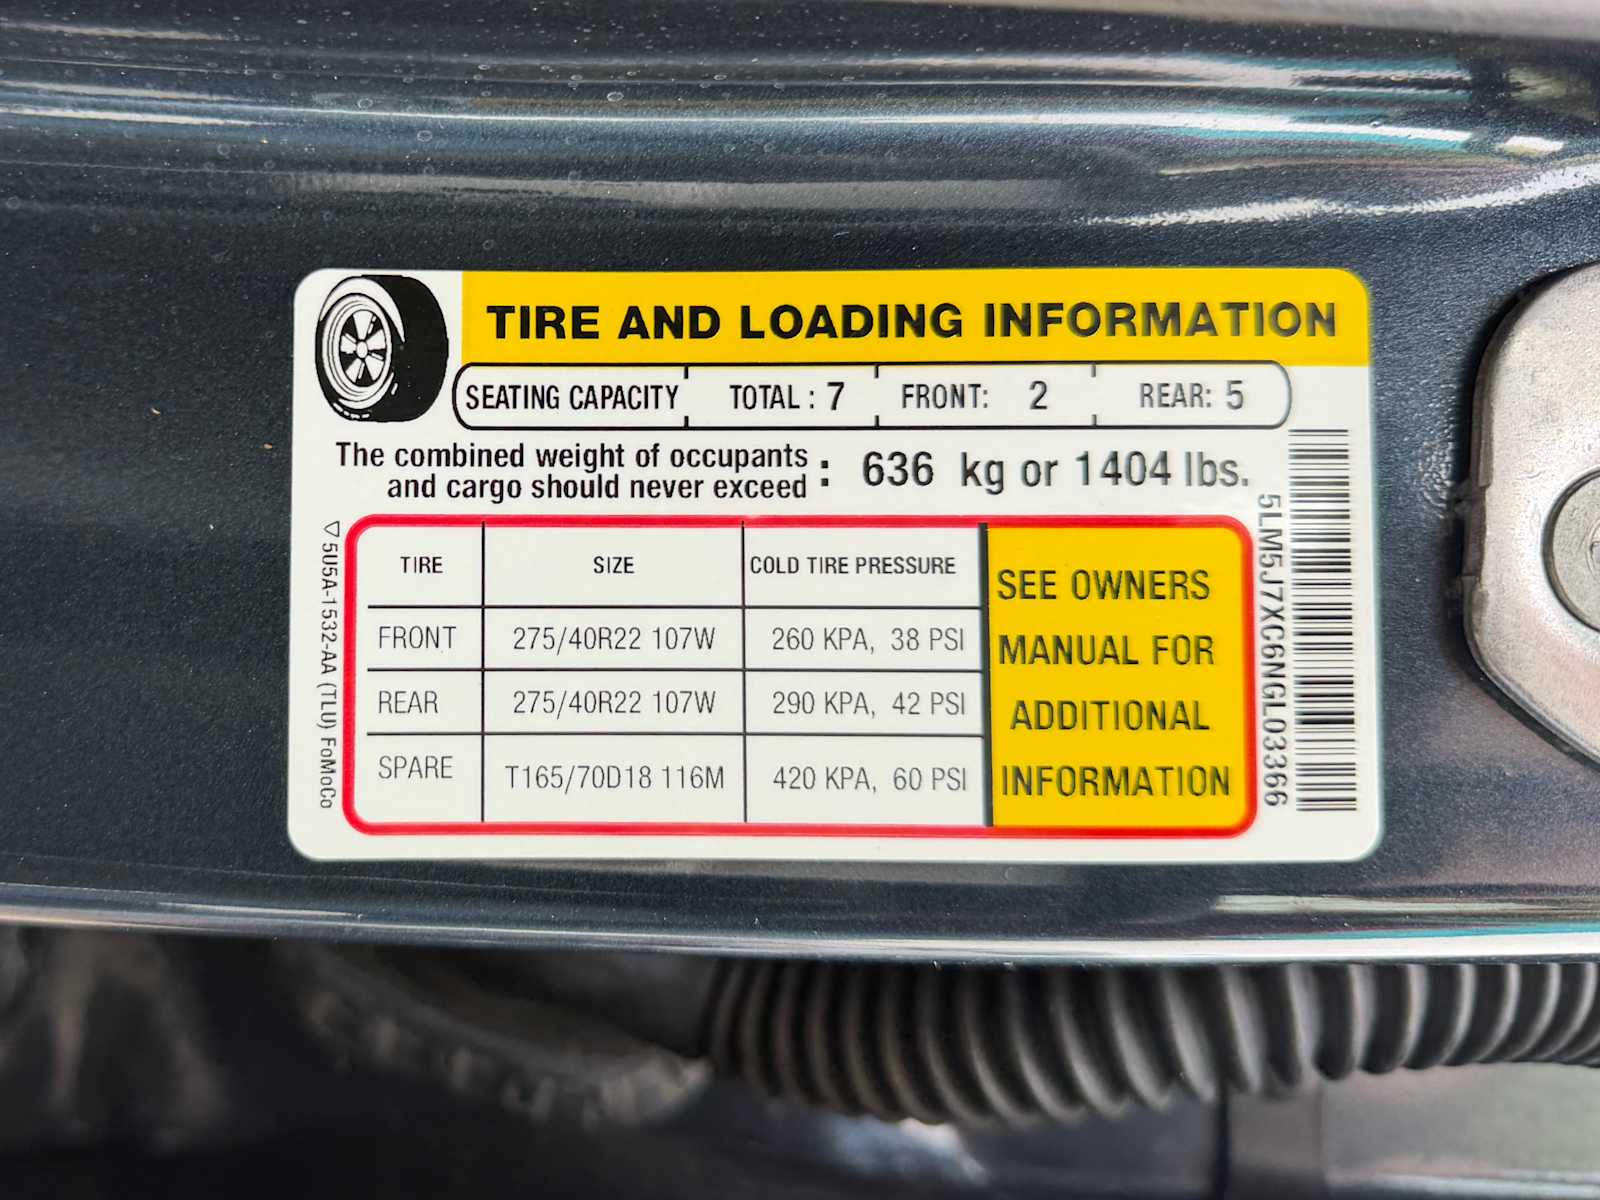 TIRE AND LOADING INFORMATION
SEATING CAPACITY TOTAL : 7 FRONT: 2 REAR: 5
The combined weight of occupants
and cargo should never exceed : 636 kg or 1404 lbs.
TIRE SIZE COLD TIRE PRESSURE
FRONT 275/40R22 107W 260 KPA, 38 PSI
REAR 275/40R22 107W 290 KPA, 42 PSI
SPARE T165/70D18 116M 420 KPA, 60 PSI
SEE OWNERS
MANUAL FOR
ADDITIONAL
INFORMATION
5U5A-1532-AA (TLU) FoMoCo
5LM5J7XC6NGL03366